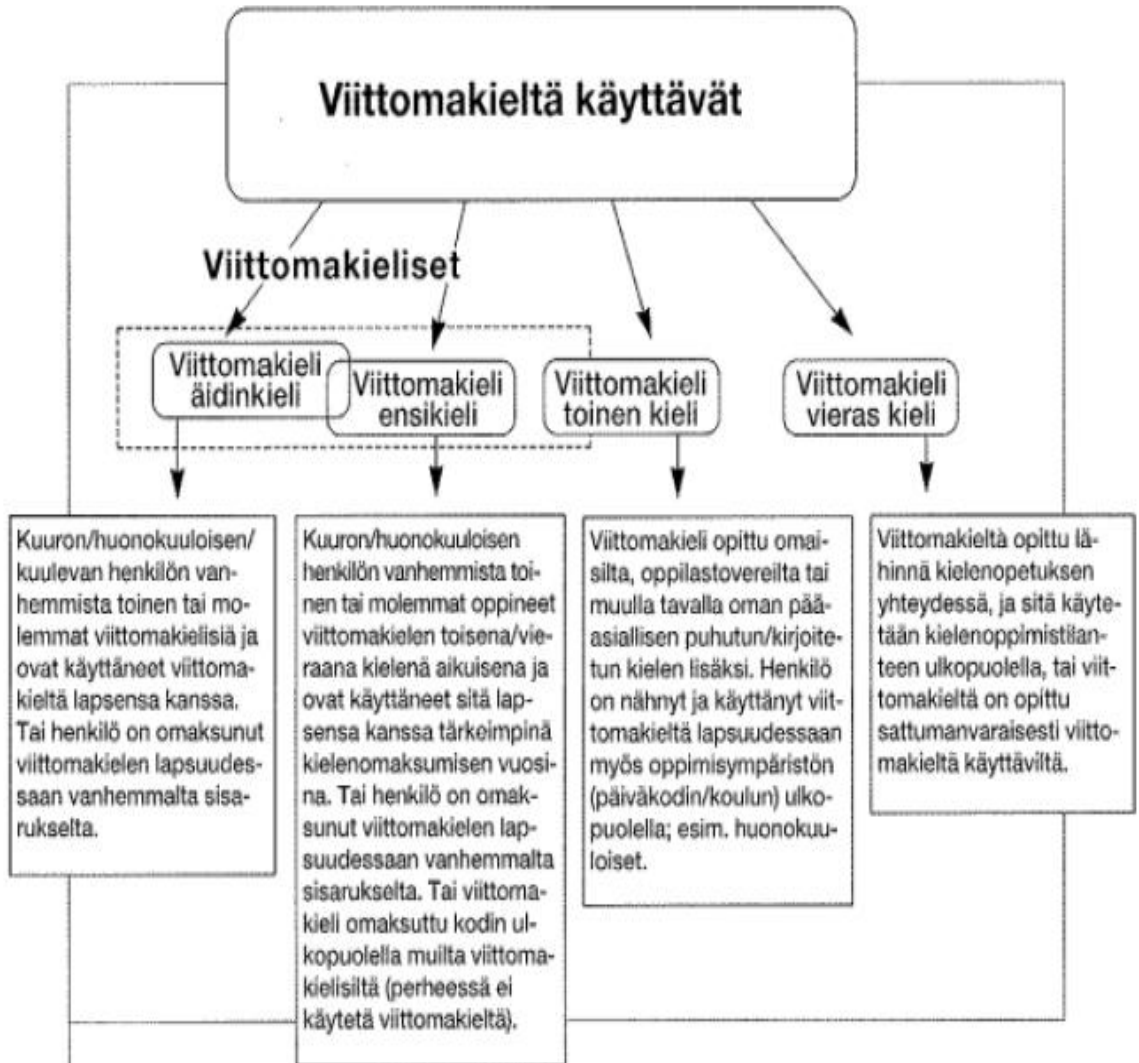 Viittomakieltä käyttävät
Viittomakieliset
Viittomakieli
äidinkieli
Viittomakieli
ensikieli
Viittomakieli
toinen kieli
Viittomakieli
vieras kieli
Kuuron/huonokuuloisen/
kuulevan henkilön van-
hemmista toinen tai mo-
lemmat viittomakielisiä ja
ovat käyttäneet viittoma-
kieltä lapsensa kanssa.
Tai henkilö on omaksunut
viittomakielen lapsuudes-
saan vanhemmalta sisa-
rukselta.
Kuuron/huonokuuloisen
henkilön vanhemmista toi-
nen tai molemmat oppineet
viittomakielen toisena/vie-
raana kielenä aikuisena ja
ovat käyttäneet sitä lap-
sensa kanssa tärkeimpinä
kielenomaksumisen vuosi-
na. Tai henkilö on omak-
sunut viittomakielen lap-
suudessaan vanhemmalta
sisarukselta. Tai viittoma-
kieli omaksuttu kodin ul-
kopuolella muilta viittoma-
kielisiltä (perheessä ei
käytetä viittomakieltä).
Viittomakieli opittu omai-
silta, oppilastovereilta tai
muulla tavalla oman pää-
asiallisen puhutun/kirjoite-
tun kielen lisäksi. Henkilö
on nähnyt ja käyttänyt viit-
tomakieltä lapsuudessaan
myös oppimisympäristön
(päiväkodin/koulun) ulko-
puolella; esim. huonokuu-
loiset.
Viittomakieltä opittu lä-
hinnä kielenopetuksen
yhteydessä, ja sitä käyte-
tään kielenoppimistilan-
teen ulkopuolella, tai viit-
tomakieltä on opittu
sattumanvaraisesti viitto-
makieltä käyttäviltä.